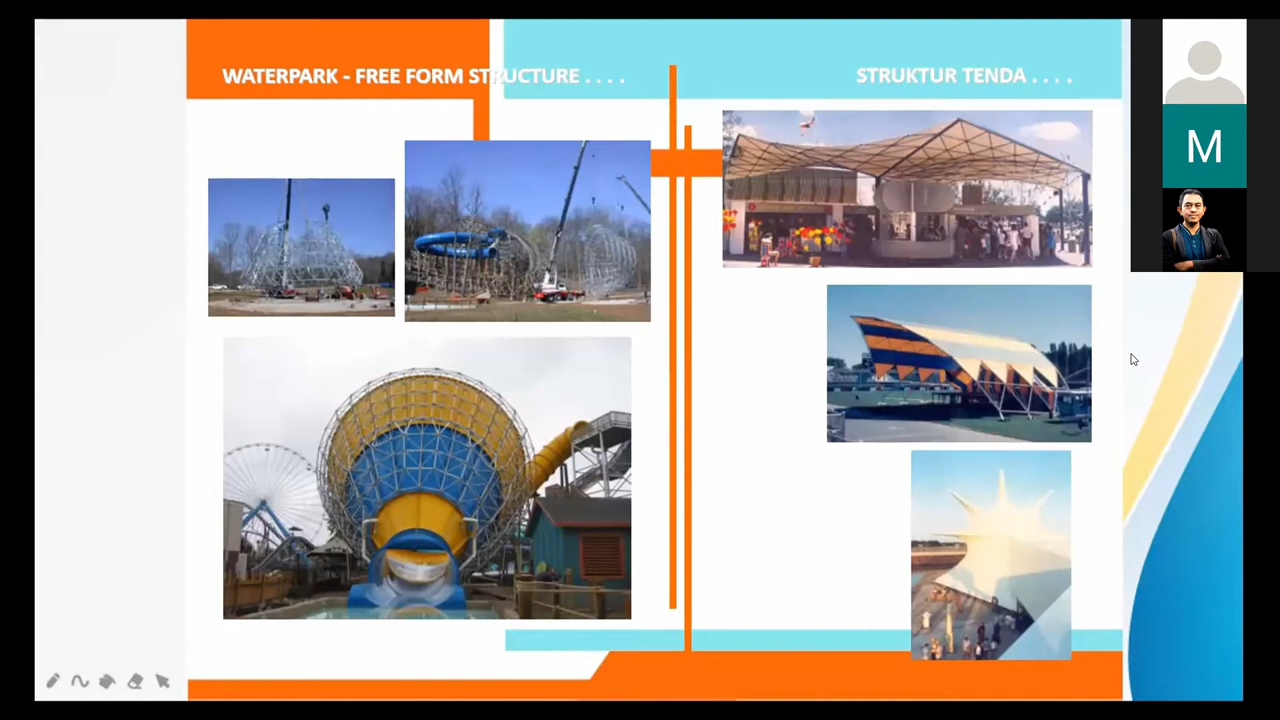 WATERPARK - FREE FORM STRUCTURE . . . .
STRUKTUR TENDA . . . .
M